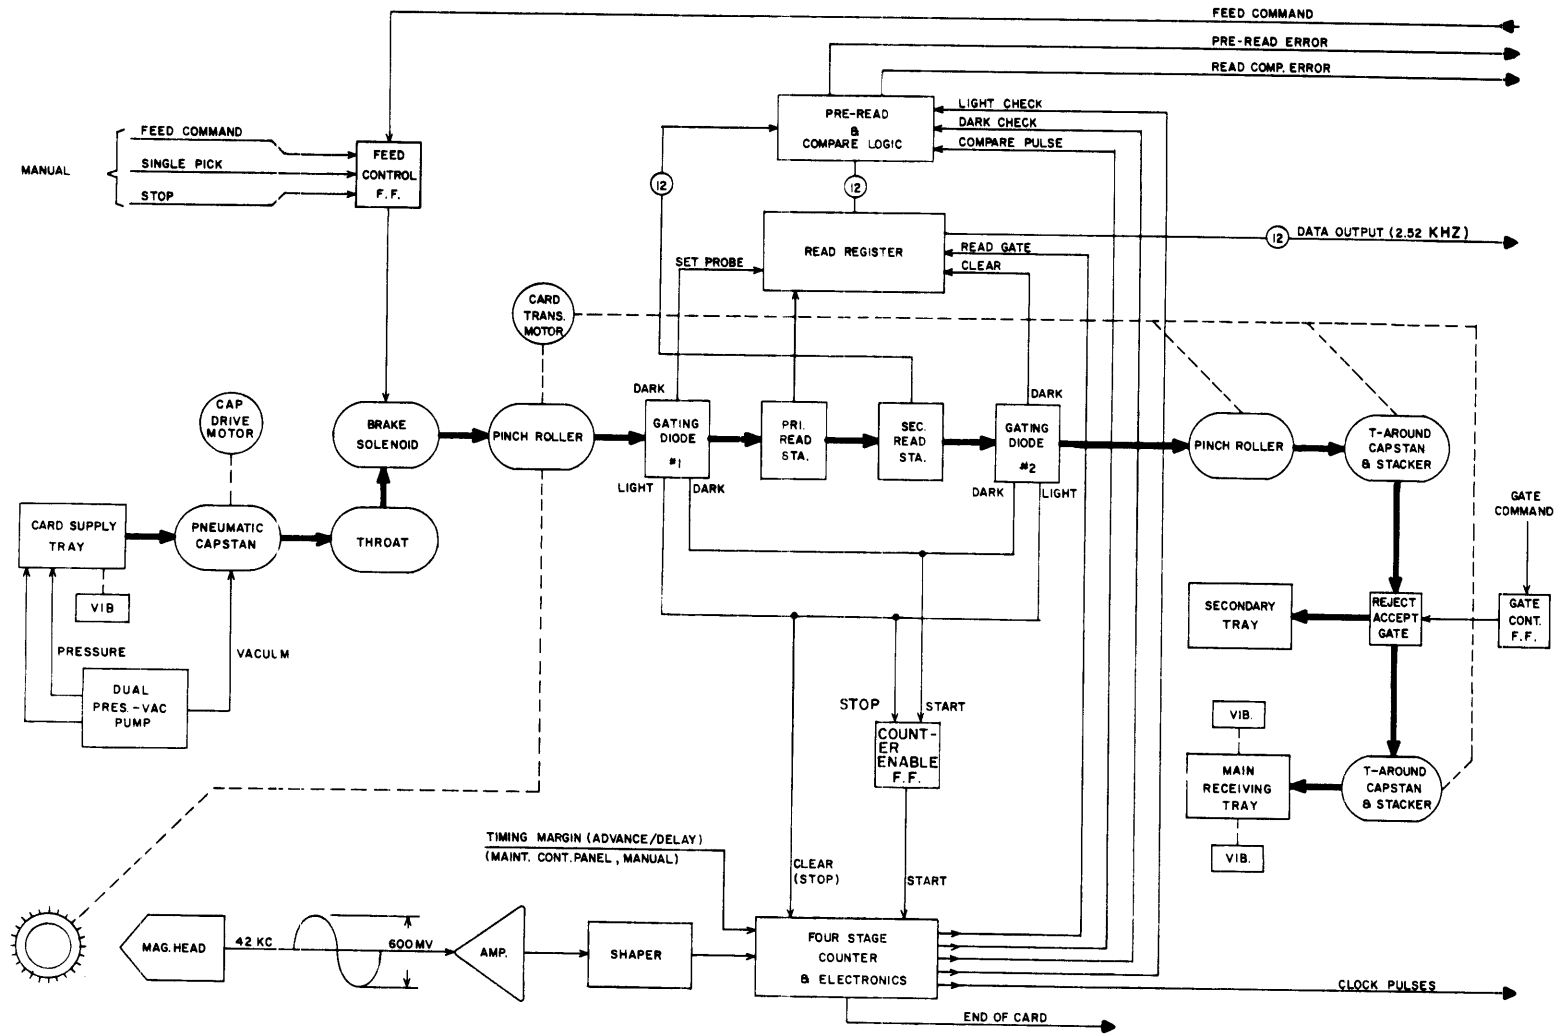 FEED COMMAND
PRE-READ ERROR
READ COMP. ERROR
PRE-READ
&
COMPARE LOGIC
LIGHT CHECK
DARK CHECK
COMPARE PULSE
MANUAL
FEED COMMAND
SINGLE PICK
STOP
FEED
CONTROL
F.F.
12
12
READ REGISTER
SET PROBE
READ GATE
CLEAR
12
DATA OUTPUT (2.52 KHZ)
CARD
TRANS.
MOTOR
CAP
DRIVE
MOTOR
BRAKE
SOLENOID
PINCH ROLLER
DARK
GATING
DIODE
#1
LIGHT
DARK
PRI.
READ
STA.
SEC.
READ
STA.
DARK
GATING
DIODE
#2
DARK
LIGHT
PINCH ROLLER
T-AROUND
CAPSTAN
& STACKER
CARD SUPPLY
TRAY
PNEUMATIC
CAPSTAN
THROAT
VIB
PRESSURE
VACUUM
DUAL
PRES.-VAC
PUMP
GATE
COMMAND
SECONDARY
TRAY
REJECT
ACCEPT
GATE
GATE
CONT.
F.F.
STOP
START
COUNT-
ER
ENABLE
F.F.
VIB.
MAIN
RECEIVING
TRAY
VIB.
T-AROUND
CAPSTAN
& STACKER
TIMING MARGIN (ADVANCE/DELAY)
(MAINT. CONT. PANEL, MANUAL)
CLEAR
(STOP)
START
MAG. HEAD
42 KC
600MV
AMP.
SHAPER
FOUR STAGE
COUNTER
& ELECTRONICS
CLOCK PULSES
END OF CARD